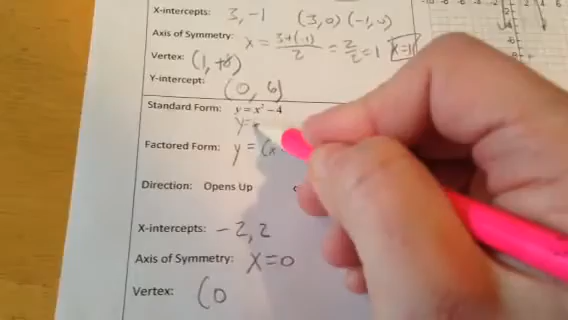 X-intercepts: 3, -1 (3, 0) (-1, 0)
Axis of Symmetry: x = 3+(-1)/2 = 2/2 = 1 x=1
Vertex: (1, 8)
Y-intercept: (0, 6)
Standard Form: y = x² - 4
y=
Factored Form: y = (x
Direction: Opens Up
X-intercepts: -2, 2
Axis of Symmetry: x=0
Vertex: (0